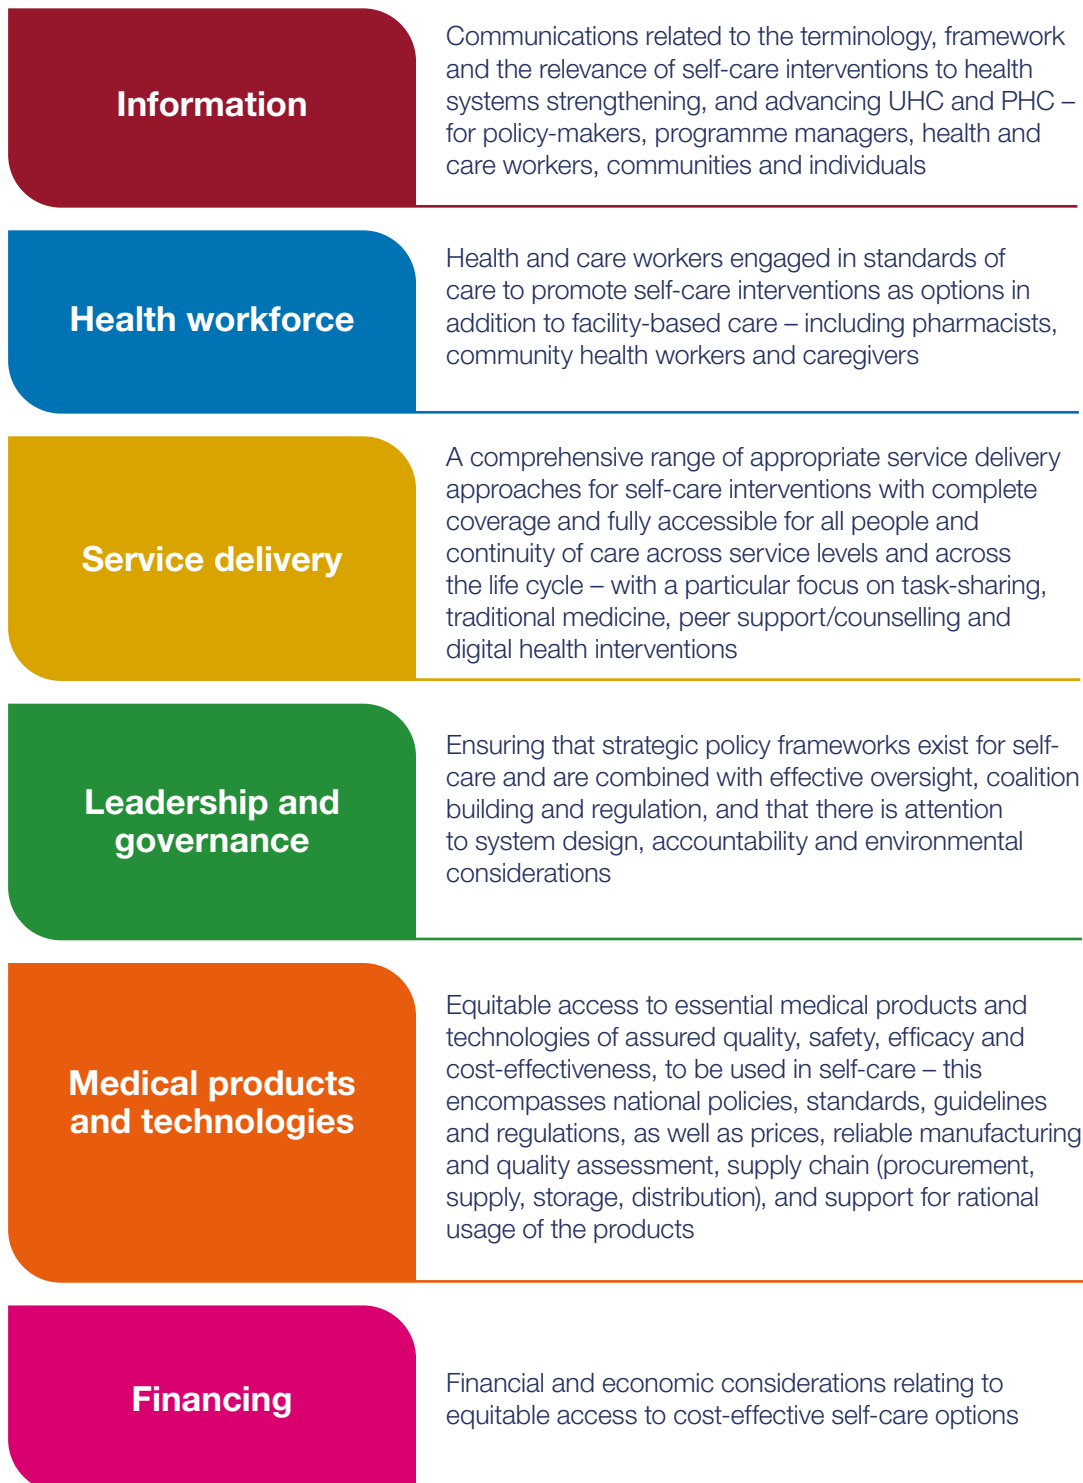 Information
Communications related to the terminology, framework
and the relevance of self-care interventions to health
systems strengthening, and advancing UHC and PHC –
for policy-makers, programme managers, health and
care workers, communities and individuals
Health workforce
Health and care workers engaged in standards of
care to promote self-care interventions as options in
addition to facility-based care – including pharmacists,
community health workers and caregivers
Service delivery
A comprehensive range of appropriate service delivery
approaches for self-care interventions with complete
coverage and fully accessible for all people and
continuity of care across service levels and across
the life cycle – with a particular focus on task-sharing,
traditional medicine, peer support/counselling and
digital health interventions
Leadership and
governance
Ensuring that strategic policy frameworks exist for self-
care and are combined with effective oversight, coalition
building and regulation, and that there is attention
to system design, accountability and environmental
considerations
Medical products
and technologies
Equitable access to essential medical products and
technologies of assured quality, safety, efficacy and
cost-effectiveness, to be used in self-care – this
encompasses national policies, standards, guidelines
and regulations, as well as prices, reliable manufacturing
and quality assessment, supply chain (procurement,
supply, storage, distribution), and support for rational
usage of the products
Financing
Financial and economic considerations relating to
equitable access to cost-effective self-care options